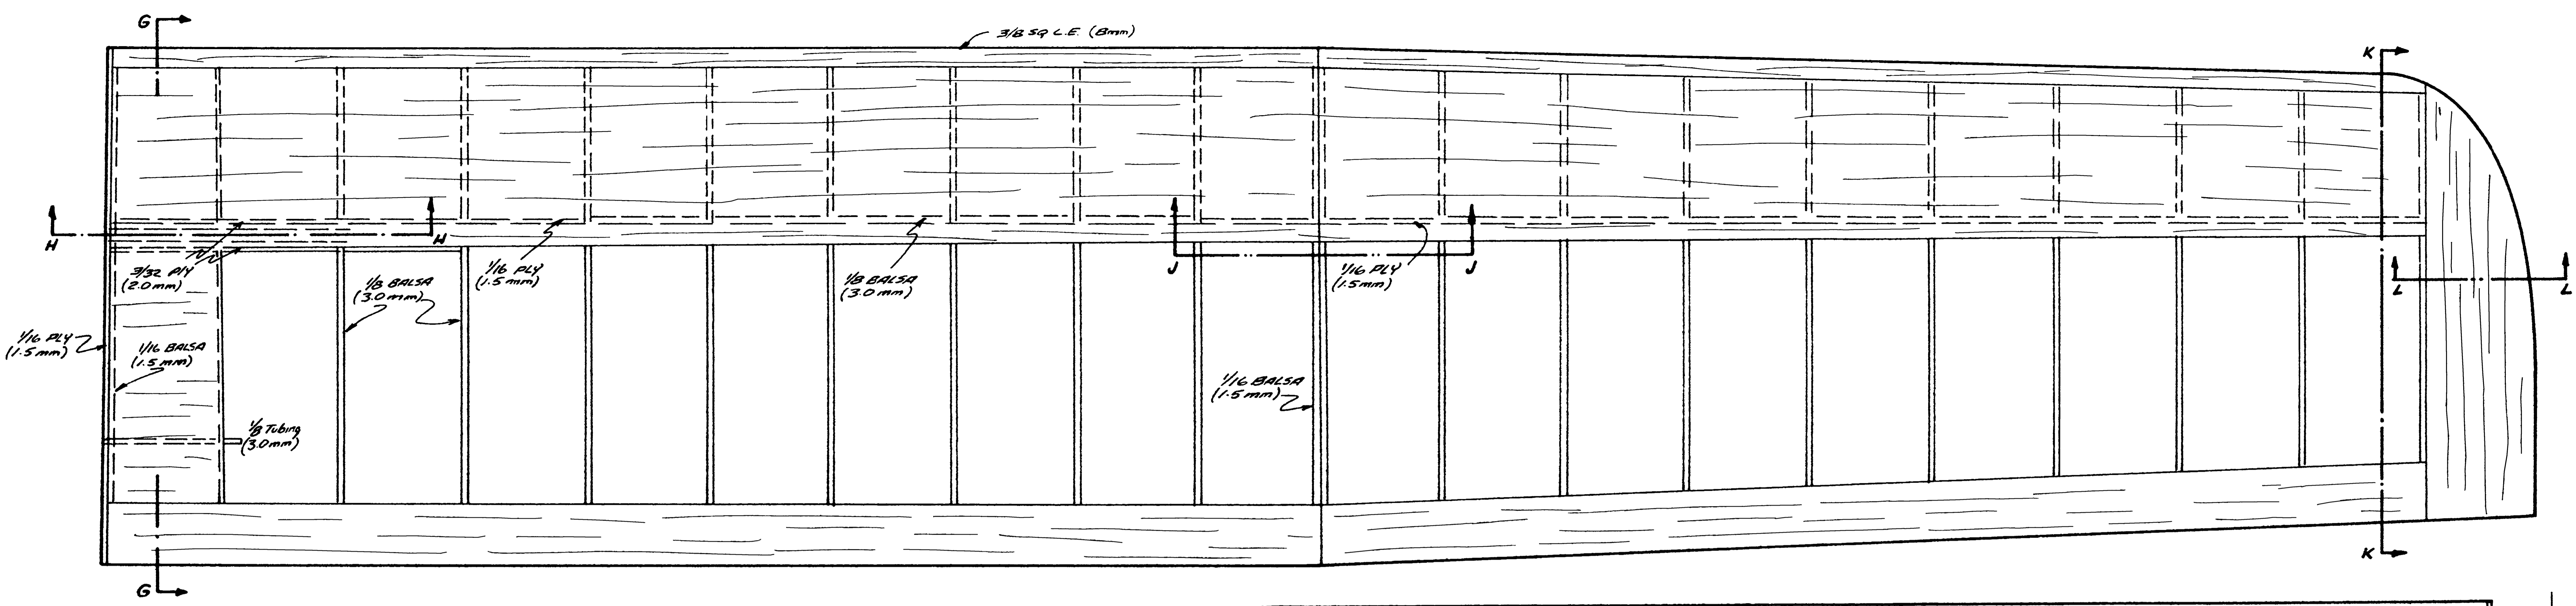 G
3/8 SQ L.E. (8mm)
K
H
H
J
J
L
L
3/32 PLY
(2.0mm)
1/8 BALSA
(3.0mm)
1/16 PLY
(1.5mm)
1/8 BALSA
(3.0mm)
1/16 PLY
(1.5mm)
1/16 PLY
(1.5mm)
1/16 BALSA
(1.5mm)
1/16 BALSA
(1.5mm)
1/8 Tubing
(3.0mm)
K
G